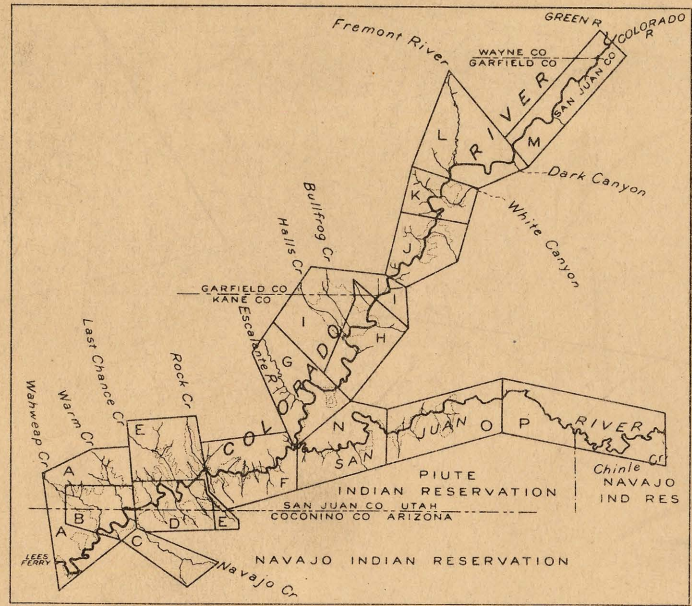 GREEN R
COLORADO
R
Fremont River
WAYNE CO
GARFIELD CO
SAN JUAN CO
RIVER
L
M
Dark Canyon
K
White Canyon
J
Bullfrog Cr
Halls Cr
GARFIELD CO
KANE CO
I
I
H
Escalante R
G
COLORADO
Rock Cr
Last Chance Cr
Warm Cr
Wahweap Cr
E
N
SAN
JUAN
O
P
RIVER
Chinle
Cr
F
A
B
A
C
D
E
PIUTE
INDIAN RESERVATION
NAVAJO
IND RES
SAN JUAN CO UTAH
COCONINO CO ARIZONA
LEES
FERRY
Navajo Cr
NAVAJO INDIAN RESERVATION